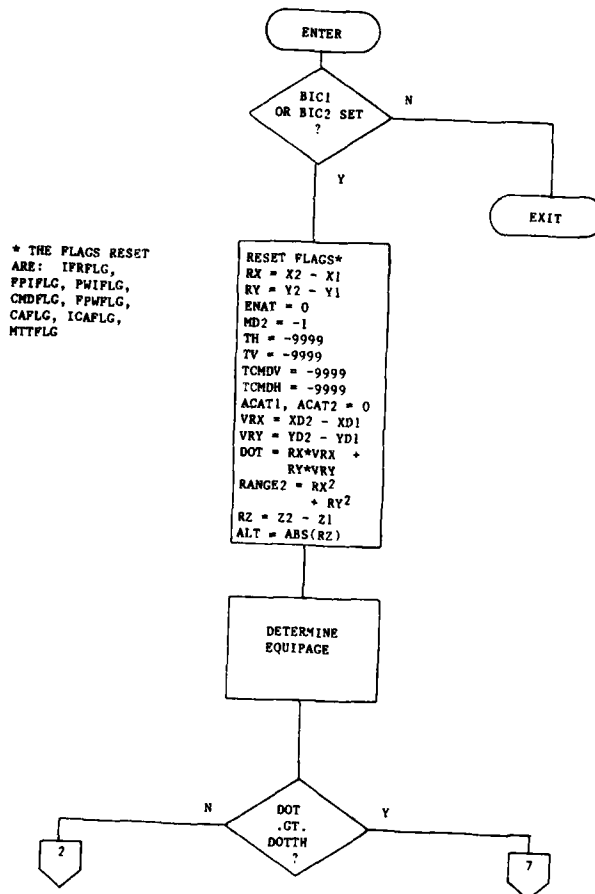 ENTER
BIC1
OR BIC2 SET
?
N
Y
EXIT
* THE FLAGS RESET
ARE: IFRFLG,
FPIFLG, PWIFLG,
CMDFLG, FPWFLG,
CAFLG, ICAFLG,
MTTFLG
RESET FLAGS*
RX = X2 - X1
RY = Y2 - Y1
ENAT = 0
MD2 = -1
TH = -9999
TV = -9999
TCMDV = -9999
TCMDH = -9999
ACAT1, ACAT2 = 0
VRX = XD2 - XD1
VRY = YD2 - YD1
DOT = RX*VRX +
RY*VRY
RANGE2 = RX²
+ RY²
RZ = Z2 - Z1
ALT = ABS(RZ)
DETERMINE
EQUIPAGE
N
DOT
.GT.
DOTTH
?
Y
2
7